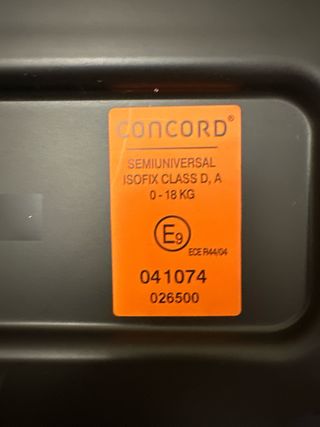 CONCORD®
SEMIUNIVERSAL
ISOFIX CLASS D, A
0 - 18 KG
E9
ECE R44/04
041074
026500